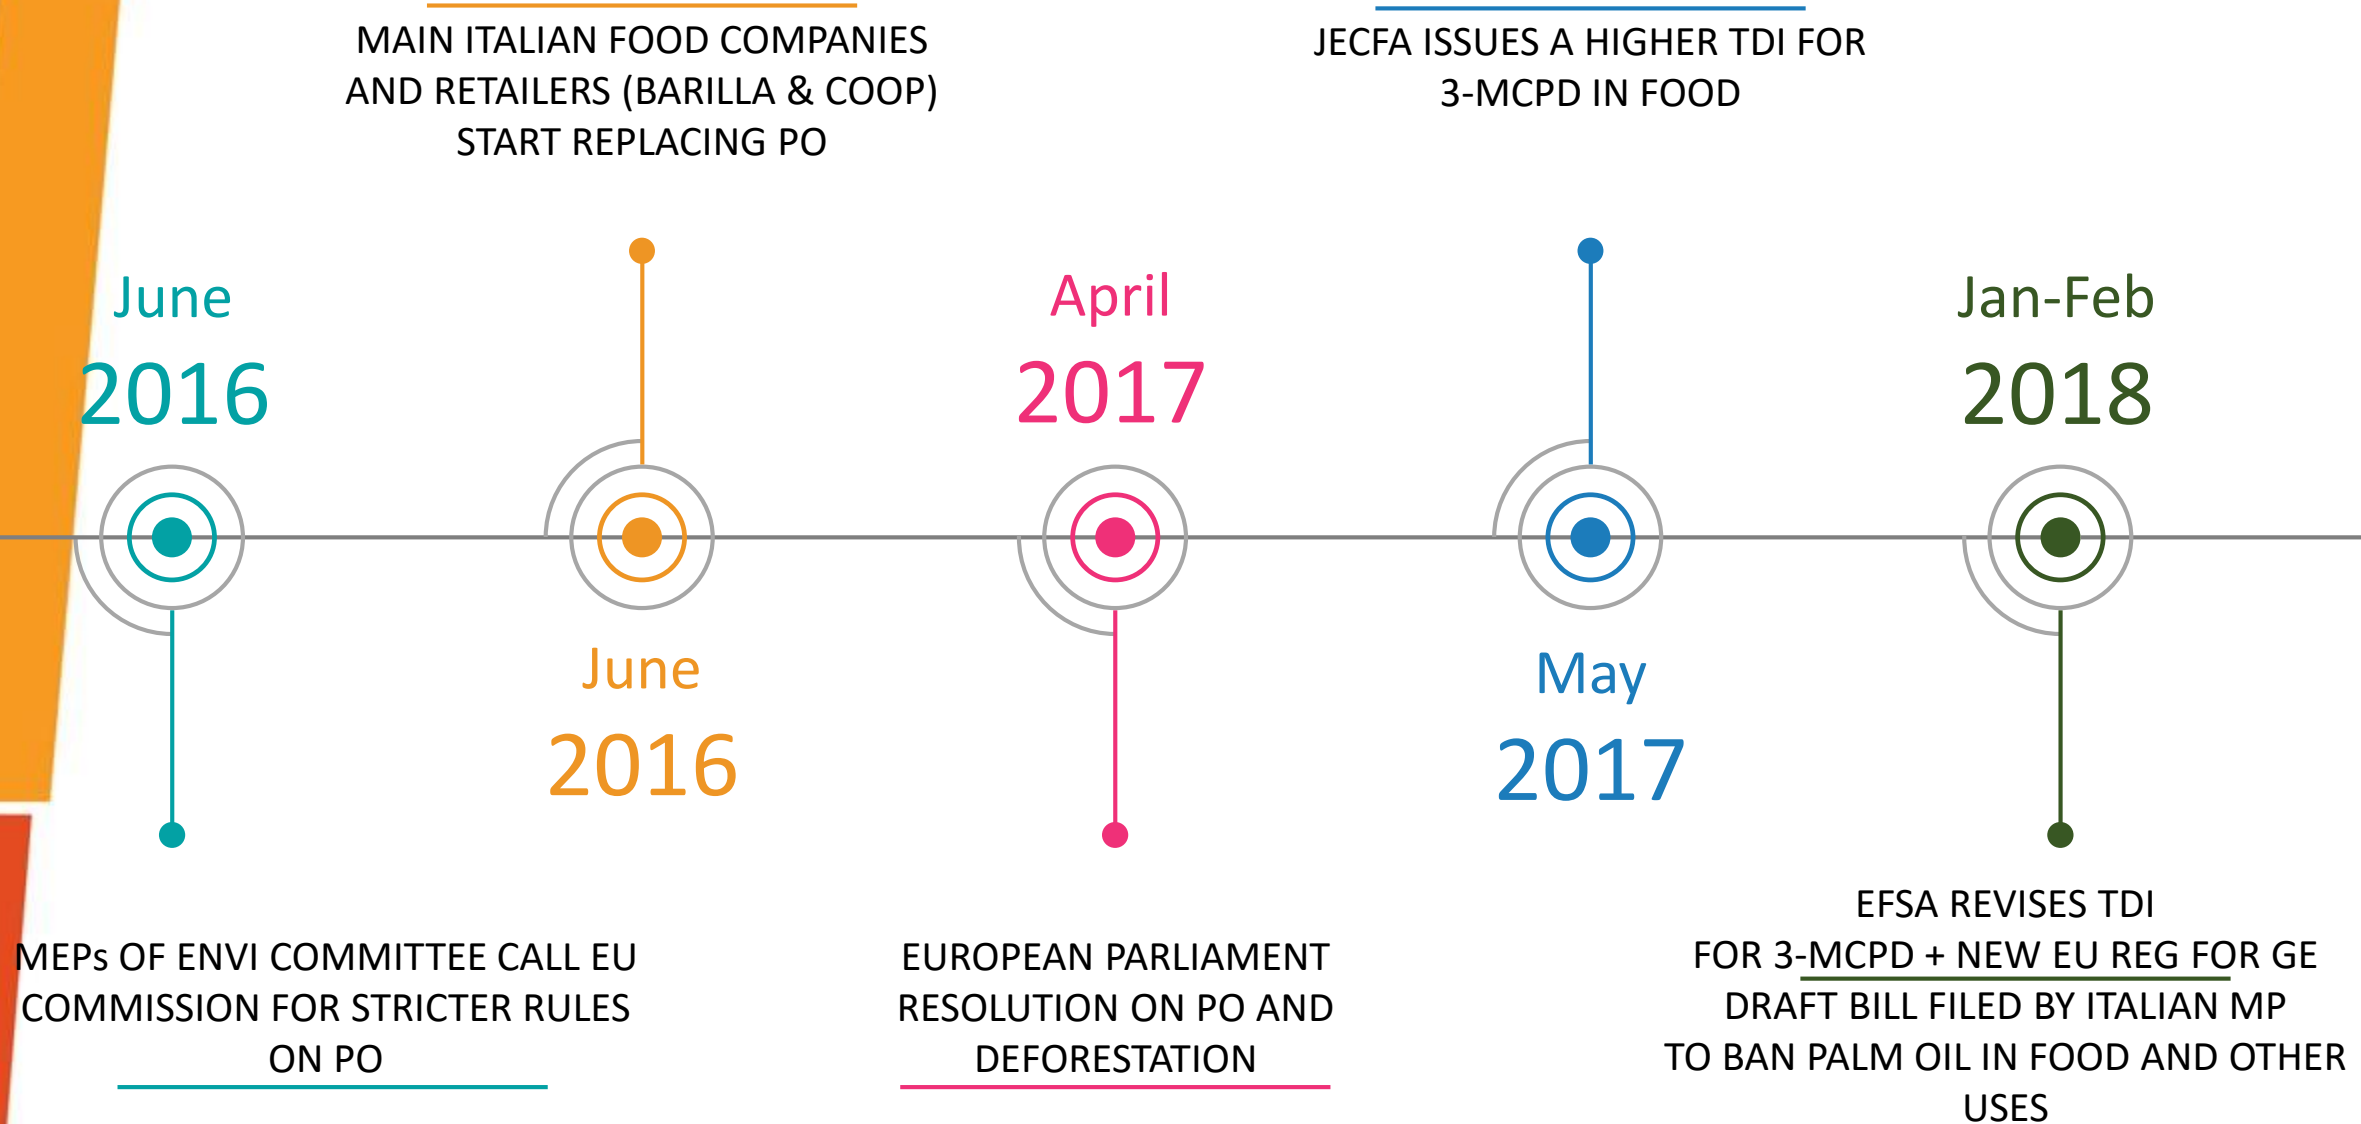 MAIN ITALIAN FOOD COMPANIES
AND RETAILERS (BARILLA & COOP)
START REPLACING PO
JECFA ISSUES A HIGHER TDI FOR
3-MCPD IN FOOD
June
2016
April
2017
Jan-Feb
2018
June
2016
May
2017
MEPs OF ENVI COMMITTEE CALL EU
COMMISSION FOR STRICTER RULES
ON PO
EUROPEAN PARLIAMENT
RESOLUTION ON PO AND
DEFORESTATION
EFSA REVISES TDI
FOR 3-MCPD + NEW EU REG FOR GE
DRAFT BILL FILED BY ITALIAN MP
TO BAN PALM OIL IN FOOD AND OTHER
USES